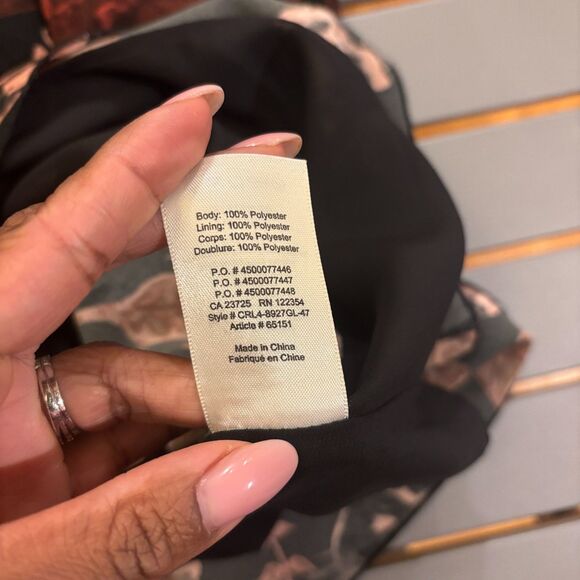 Body: 100% Polyester
Lining: 100% Polyester
Corps: 100% Polyester
Doublure: 100% Polyester
P.O. # 4500077446
P.O. # 4500077447
P.O. # 4500077448
CA 23725 RN 122354
Style # CRL4-8927GL-47
Article # 65151
Made in China
Fabriqué en China